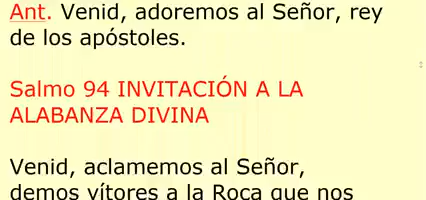 Ant. Venid, adoremos al Señor, rey
de los apóstoles.
Salmo 94 INVITACIÓN A LA
ALABANZA DIVINA
Venid, aclamemos al Señor,
demos vítores a la Roca que nos